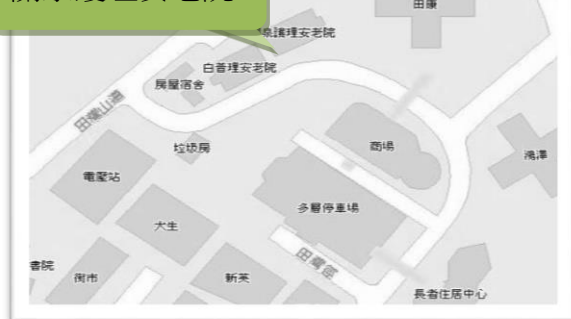 田康
護理安老院
白普理安老院
房屋宿舍
垃圾房
商場
鴻澤
電壓站
多層停車場
大生
書院
街市
新英
長者住居中心